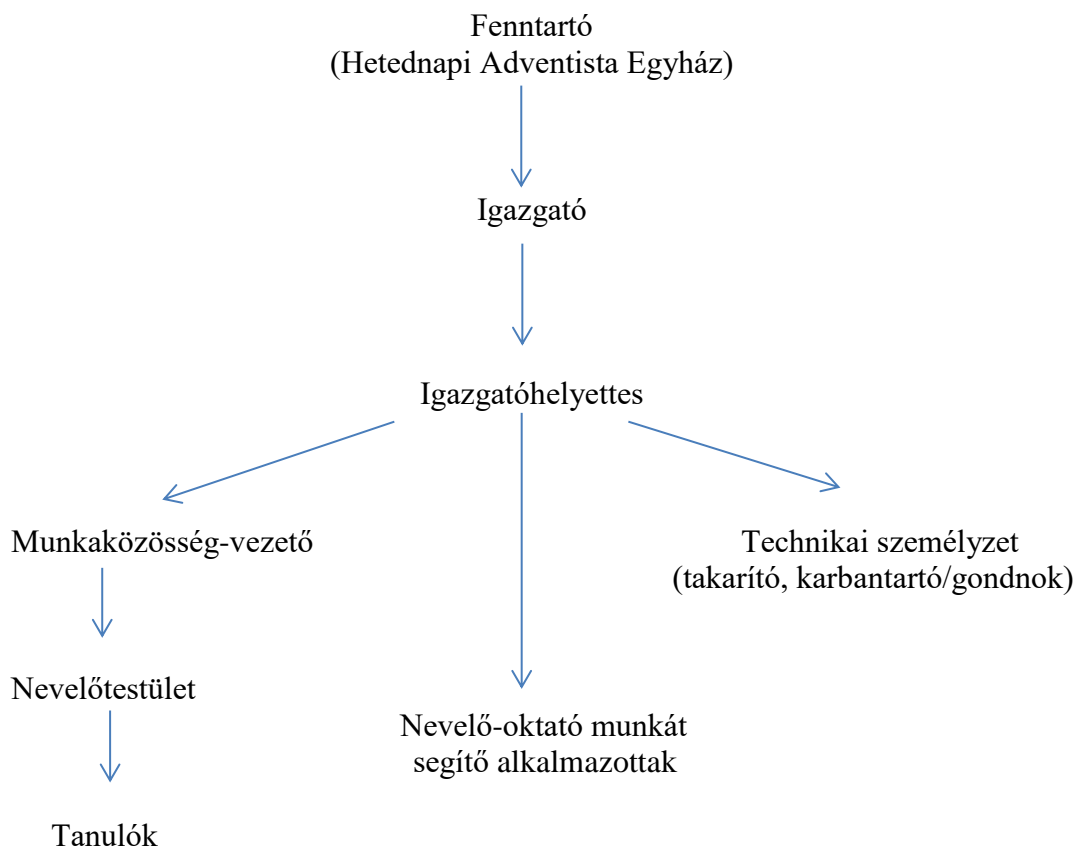 Fenntartó
(Hetednapi Adventista Egyház)
Igazgató
Igazgatóhelyettes
Munkaközösség-vezető
Technikai személyzet
(takarító, karbantartó/gondnok)
Nevelőtestület
Nevelő-oktató munkát
segítő alkalmazottak
Tanulók